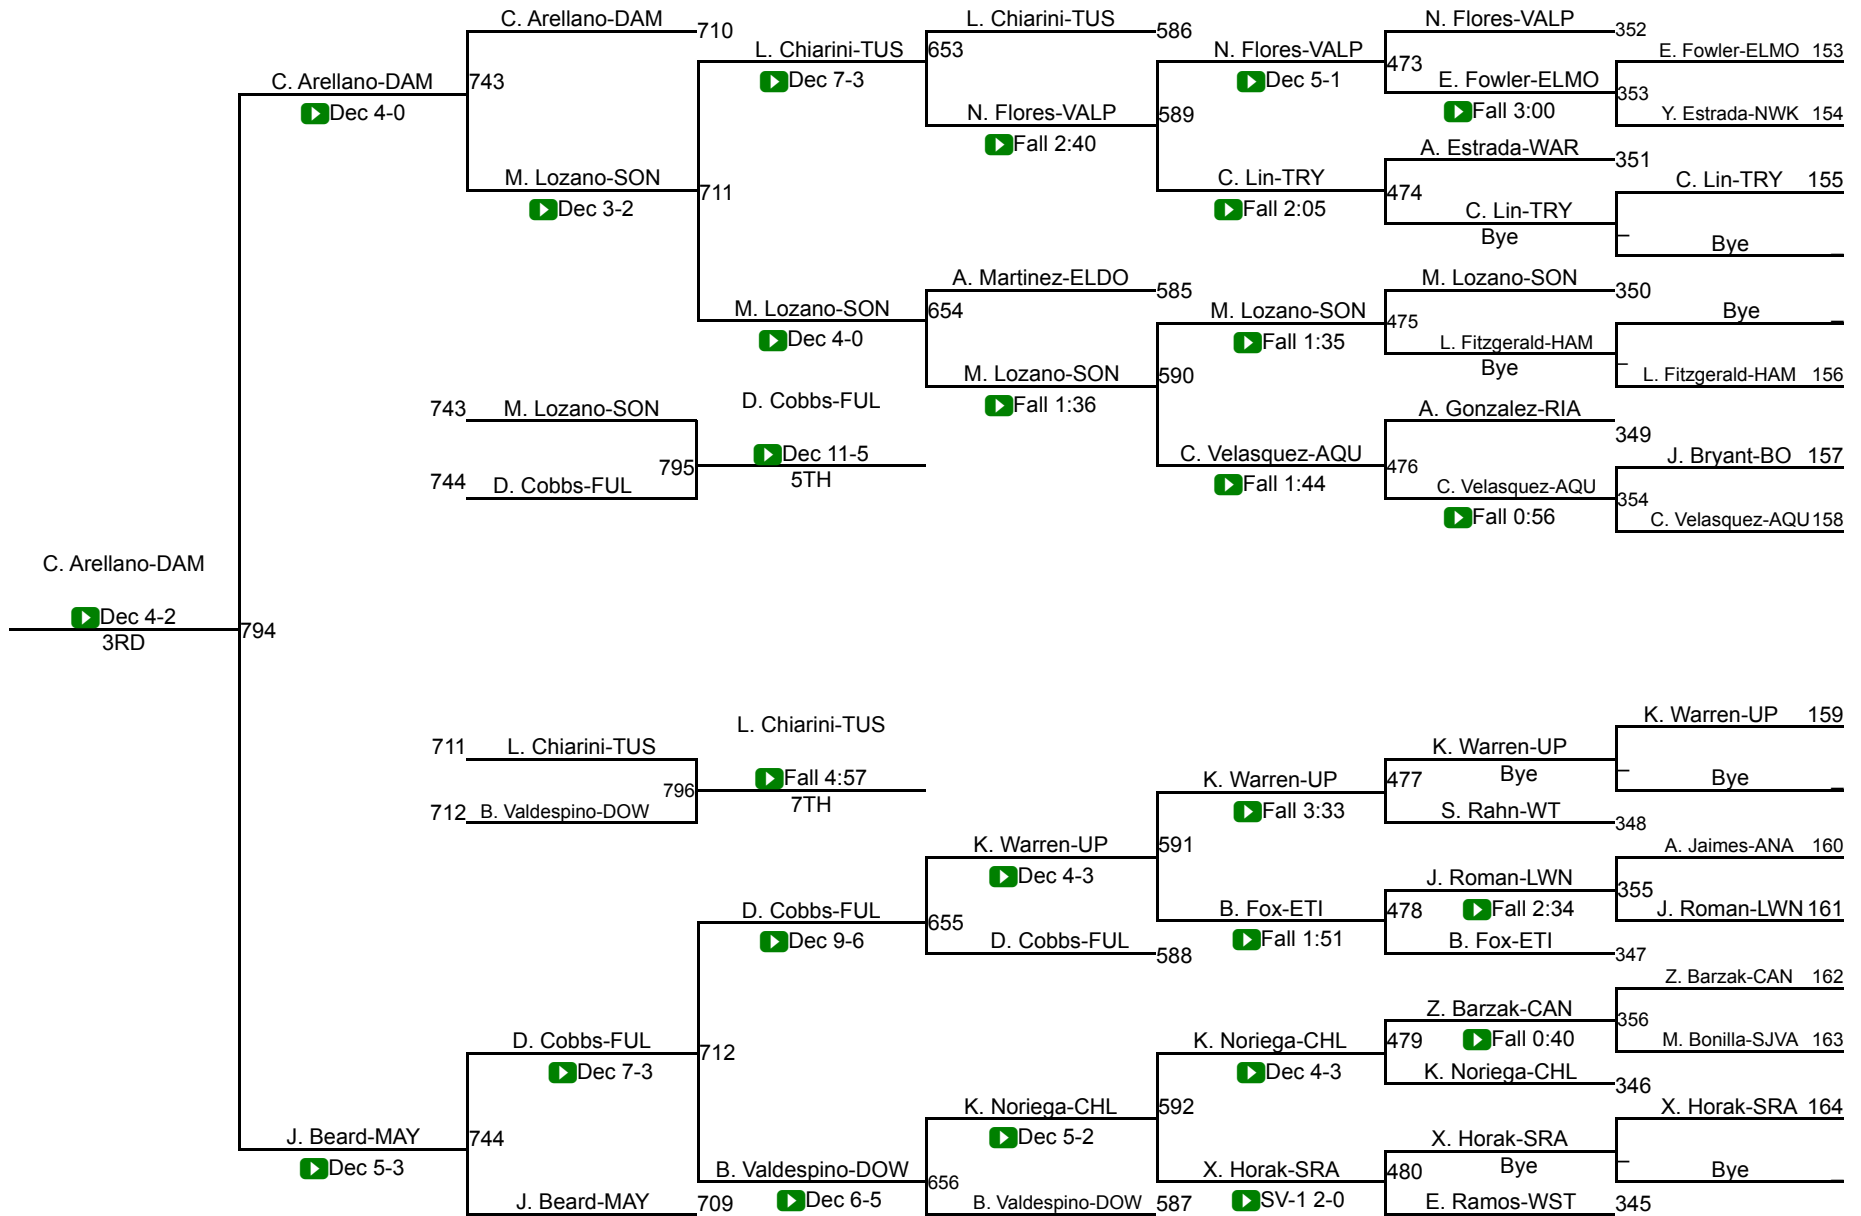 C. Arellano-DAM
710
L. Chiarini-TUS
586
N. Flores-VALP
352
C. Arellano-DAM
743
L. Chiarini-TUS
653
N. Flores-VALP
473
E. Fowler-ELMO 153
Dec 4-0
Dec 7-3
Dec 5-1
E. Fowler-ELMO
353
N. Flores-VALP
589
Fall 3:00
Y. Estrada-NWK 154
Fall 2:40
A. Estrada-WAR
351
M. Lozano-SON
711
C. Lin-TRY
474
C. Lin-TRY 155
Dec 3-2
Fall 2:05
C. Lin-TRY
Bye
Bye
A. Martinez-ELDO
585
M. Lozano-SON
350
M. Lozano-SON
654
M. Lozano-SON
475
Bye
Dec 4-0
Fall 1:35
L. Fitzgerald-HAM
Bye
M. Lozano-SON
590
L. Fitzgerald-HAM 156
743
M. Lozano-SON
D. Cobbs-FUL
Fall 1:36
A. Gonzalez-RIA
349
795
Dec 11-5
C. Velasquez-AQU
476
J. Bryant-BO 157
744
D. Cobbs-FUL
5TH
Fall 1:44
C. Velasquez-AQU
354
Fall 0:56
C. Velasquez-AQU 158
C. Arellano-DAM
Dec 4-2
794
3RD
K. Warren-UP 159
L. Chiarini-TUS
711
L. Chiarini-TUS
K. Warren-UP
796
Fall 4:57
K. Warren-UP
477
Bye
Bye
712
B. Valdespino-DOW
7TH
Fall 3:33
S. Rahn-WT
348
K. Warren-UP
591
A. Jaimes-ANA 160
Dec 4-3
J. Roman-LWN
355
D. Cobbs-FUL
655
B. Fox-ETI
478
Fall 2:34
J. Roman-LWN 161
Dec 9-6
D. Cobbs-FUL
588
Fall 1:51
B. Fox-ETI
347
Z. Barzak-CAN 162
Z. Barzak-CAN
356
D. Cobbs-FUL
712
K. Noriega-CHL
479
Fall 0:40
M. Bonilla-SJVA 163
Dec 7-3
Dec 4-3
K. Noriega-CHL
346
K. Noriega-CHL
592
X. Horak-SRA 164
J. Beard-MAY
744
Dec 5-2
X. Horak-SRA
Dec 5-3
B. Valdespino-DOW
656
X. Horak-SRA
480
Bye
Bye
J. Beard-MAY
709
Dec 6-5
B. Valdespino-DOW
587
SV-1 2-0
E. Ramos-WST
345